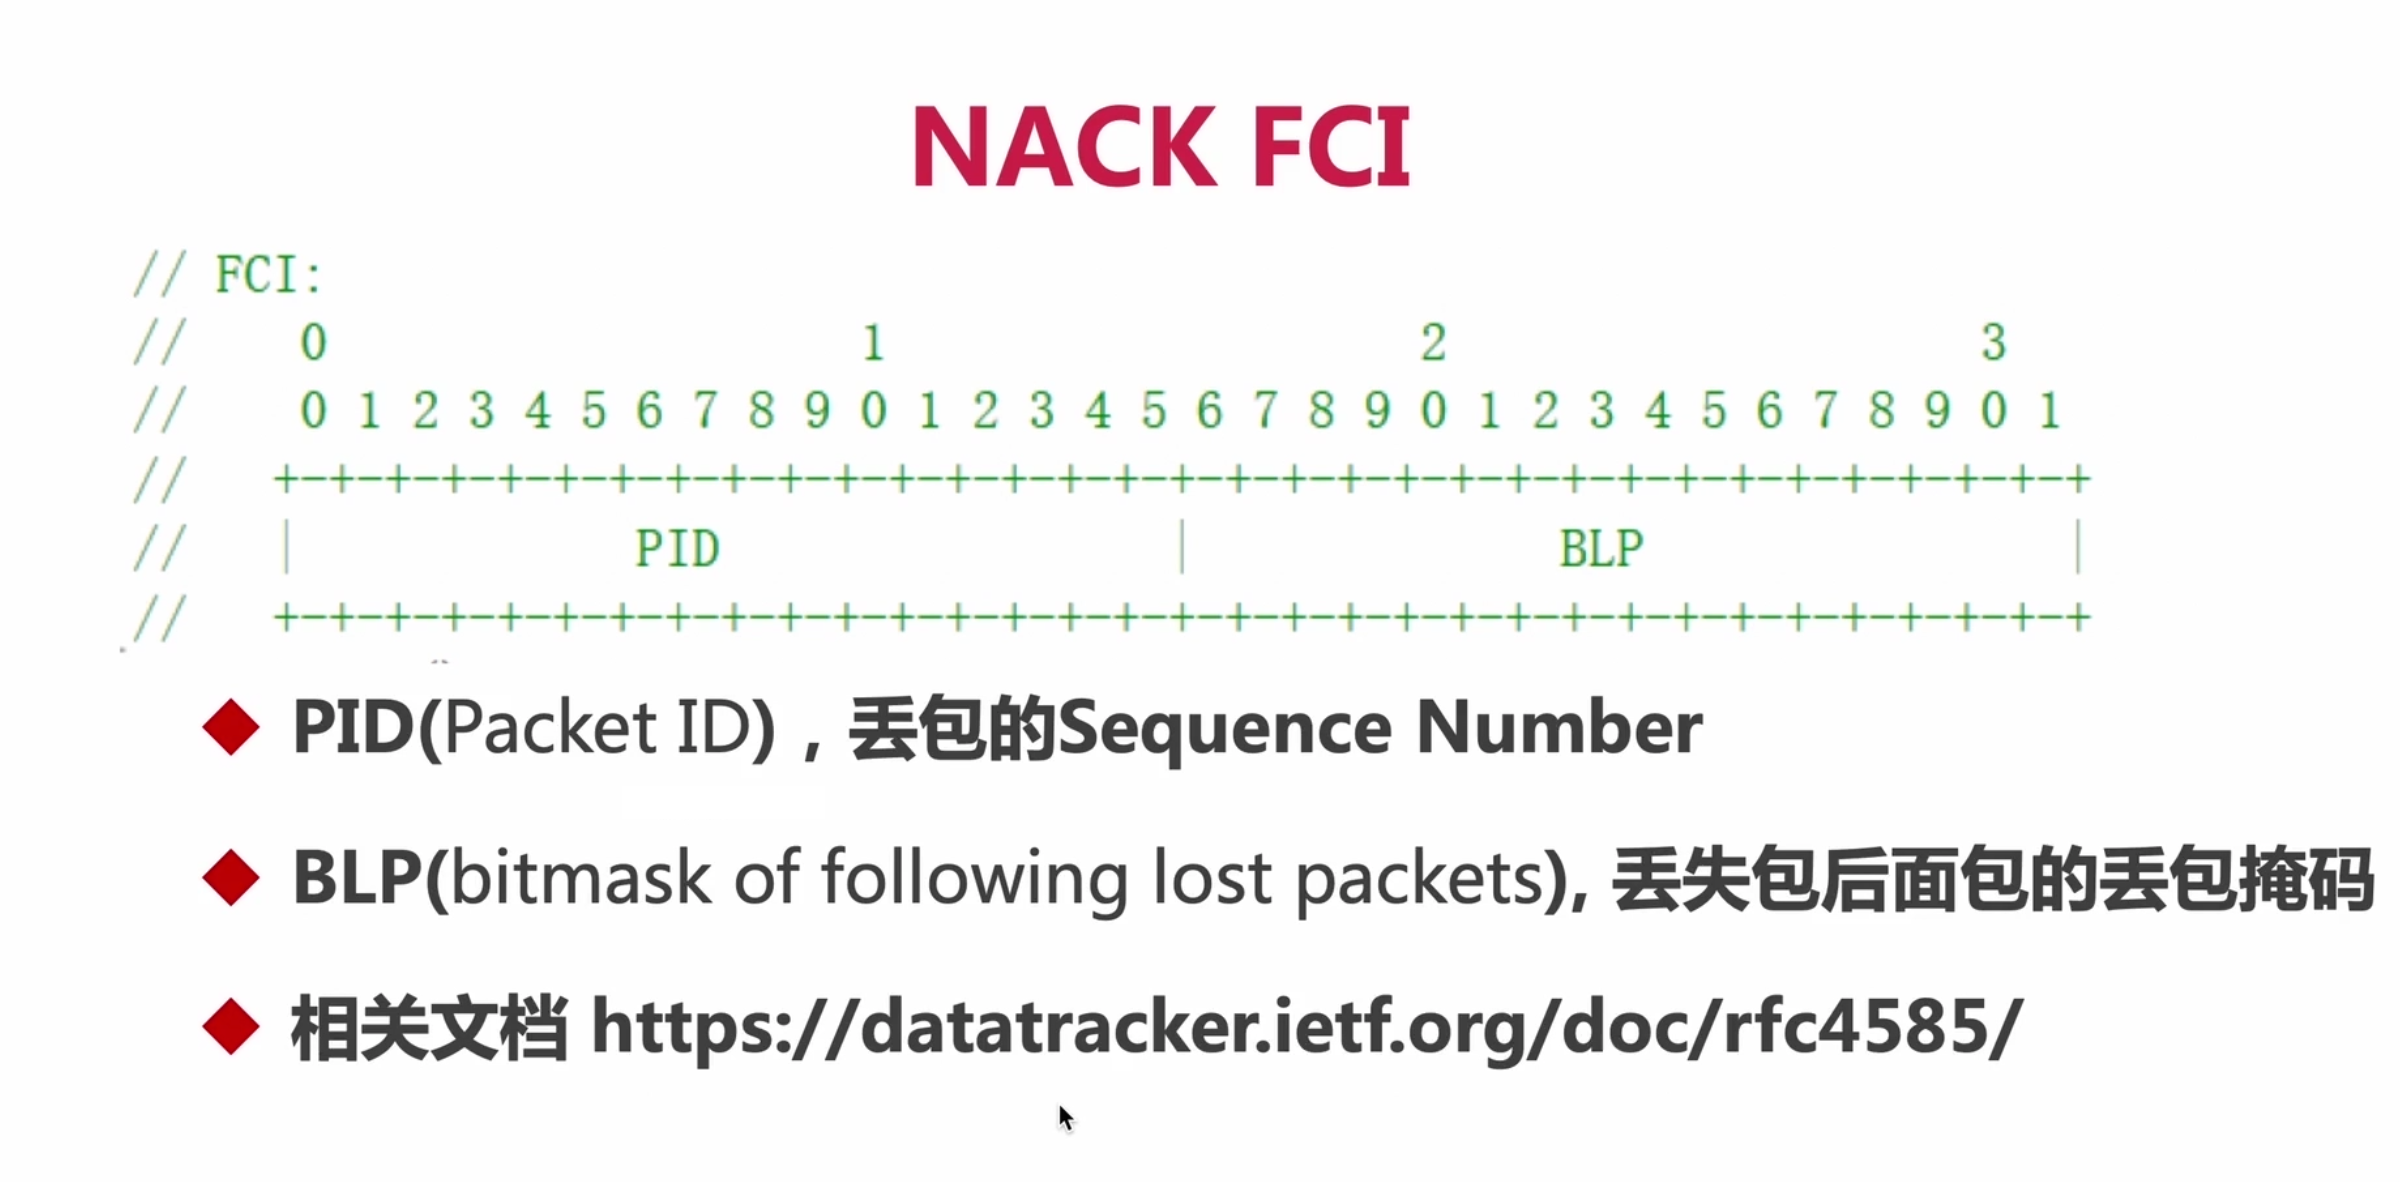 NACK FCI
// FCI:
// 0 1 2 3
// 0 1 2 3 4 5 6 7 8 9 0 1 2 3 4 5 6 7 8 9 0 1 2 3 4 5 6 7 8 9 0 1
// +-+-+-+-+-+-+-+-+-+-+-+-+-+-+-+-+-+-+-+-+-+-+-+-+-+-+-+-+-+-+-+-+
// | PID | BLP |
// +-+-+-+-+-+-+-+-+-+-+-+-+-+-+-+-+-+-+-+-+-+-+-+-+-+-+-+-+-+-+-+-+
PID(Packet ID)，丢包的Sequence Number
BLP(bitmask of following lost packets), 丢失包后面包的丢包掩码
相关文档 https://datatracker.ietf.org/doc/rfc4585/